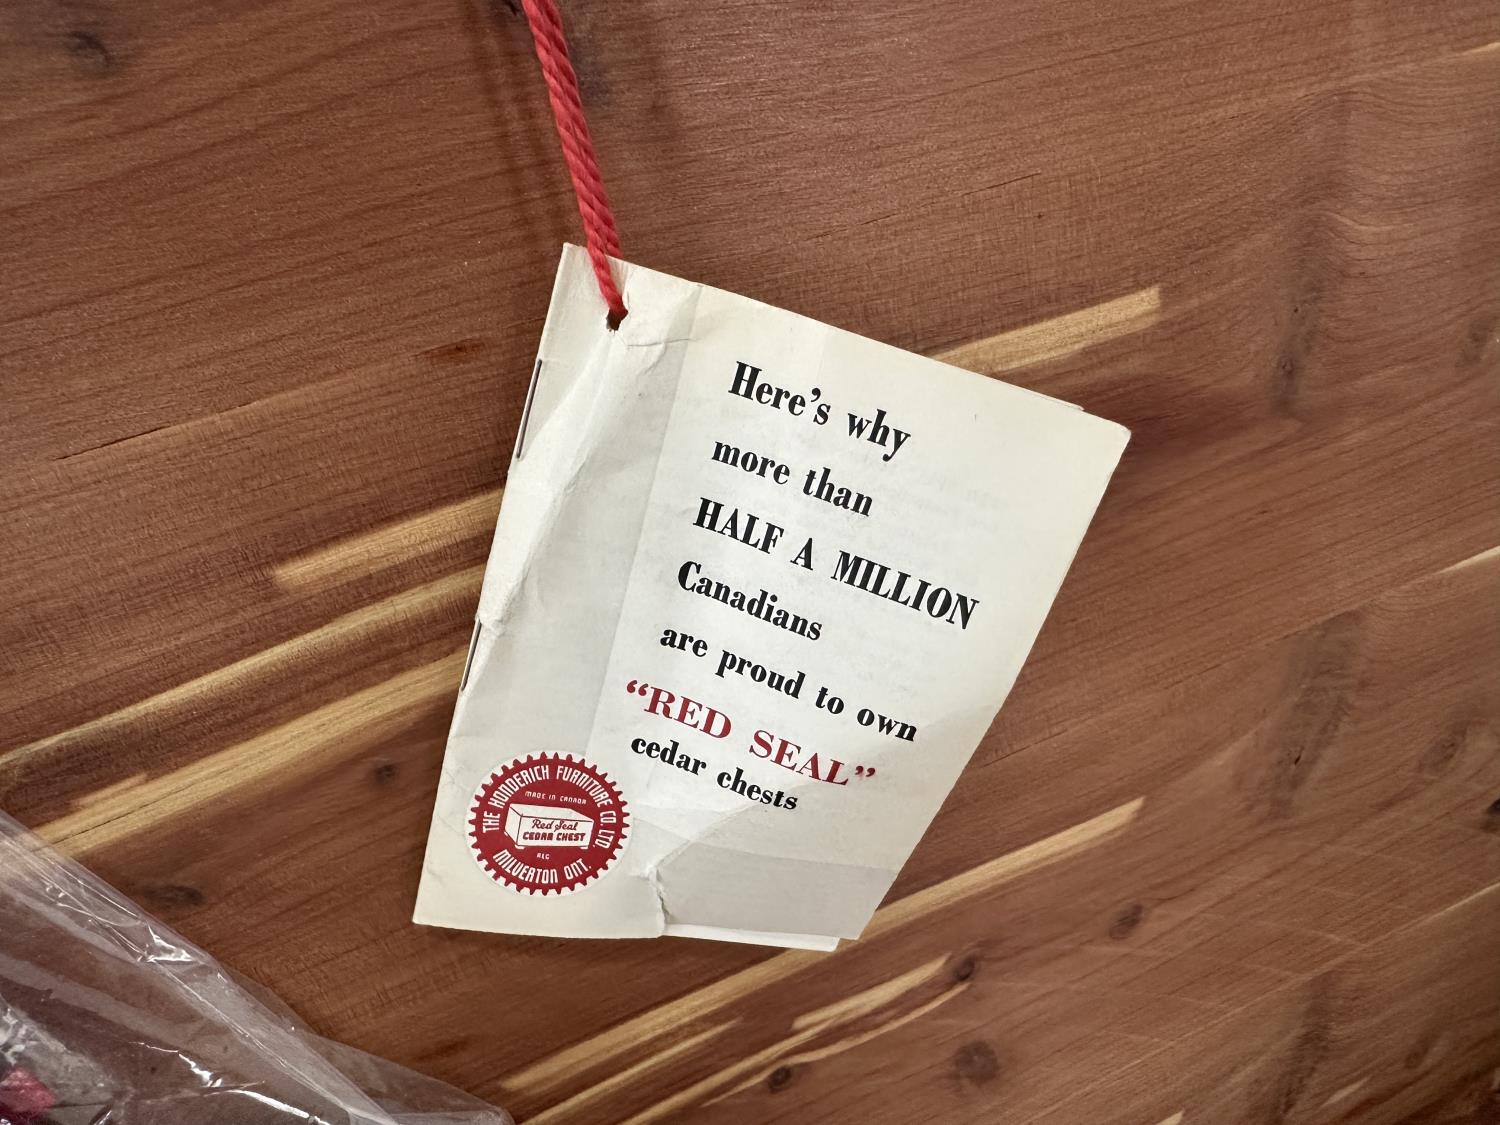 Here's why
more than
HALF A MILLION
Canadians
are proud to own
“RED SEAL”
cedar chests
THE HONDERICH FURNITURE CO. LTD.
MADE IN CANADA
Red Seal
CEDAR CHEST
REG
MILVERTON ONT.